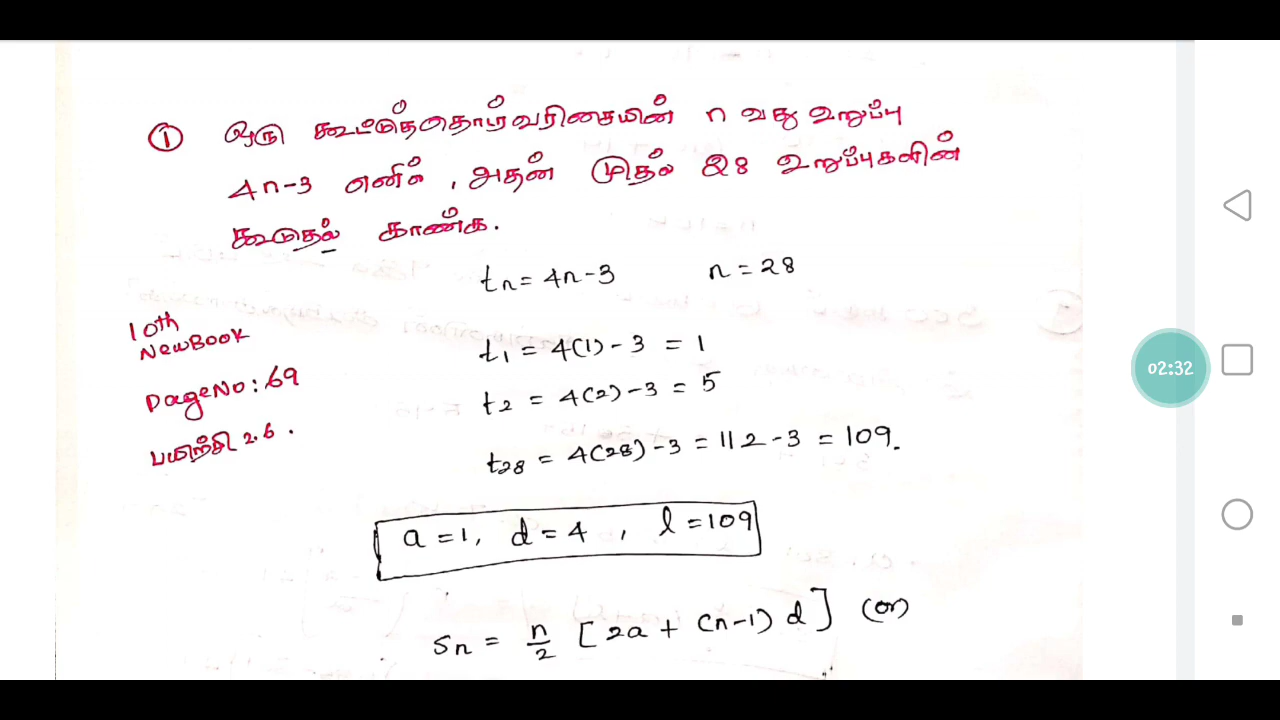 ① ஒரு கூட்டுத்தொடர்வரிசையின் n வது உறுப்பு
4n-3 எனில், அதன் முதல் 28 உறுப்புகளின்
கூடுதல் காண்க.
tn = 4n-3 n = 28
10th
NewBook
PageNo: 69
பயிற்சி 2.6.
t1 = 4(1) - 3 = 1
t2 = 4(2) - 3 = 5
t28 = 4(28) - 3 = 112 - 3 = 109.
a = 1, d = 4, l = 109
Sn = n/2 [2a + (n-1) d] (or)
02:32